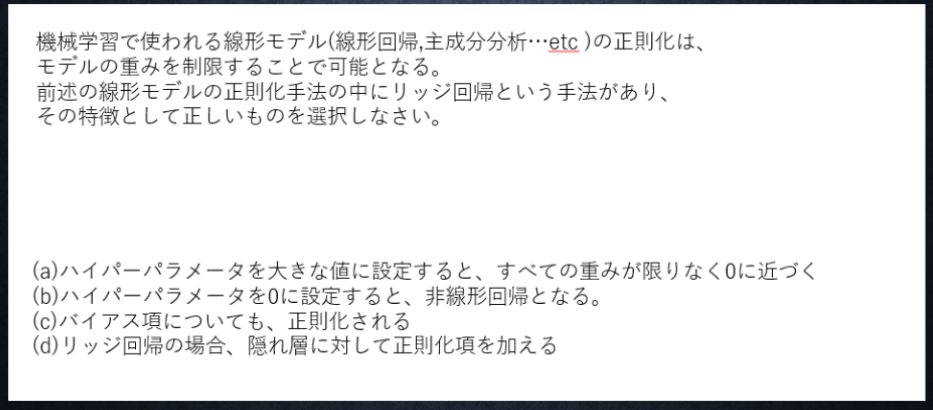 機械学習で使われる線形モデル(線形回帰,主成分分析…etc )の正則化は、
モデルの重みを制限することで可能となる。
前述の線形モデルの正則化手法の中にリッジ回帰という手法があり、
その特徴として正しいものを選択しなさい。
(a)ハイパーパラメータを大きな値に設定すると、すべての重みが限りなく0に近づく
(b)ハイパーパラメータを0に設定すると、非線形回帰となる。
(c)バイアス項についても、正則化される
(d)リッジ回帰の場合、隠れ層に対して正則化項を加える